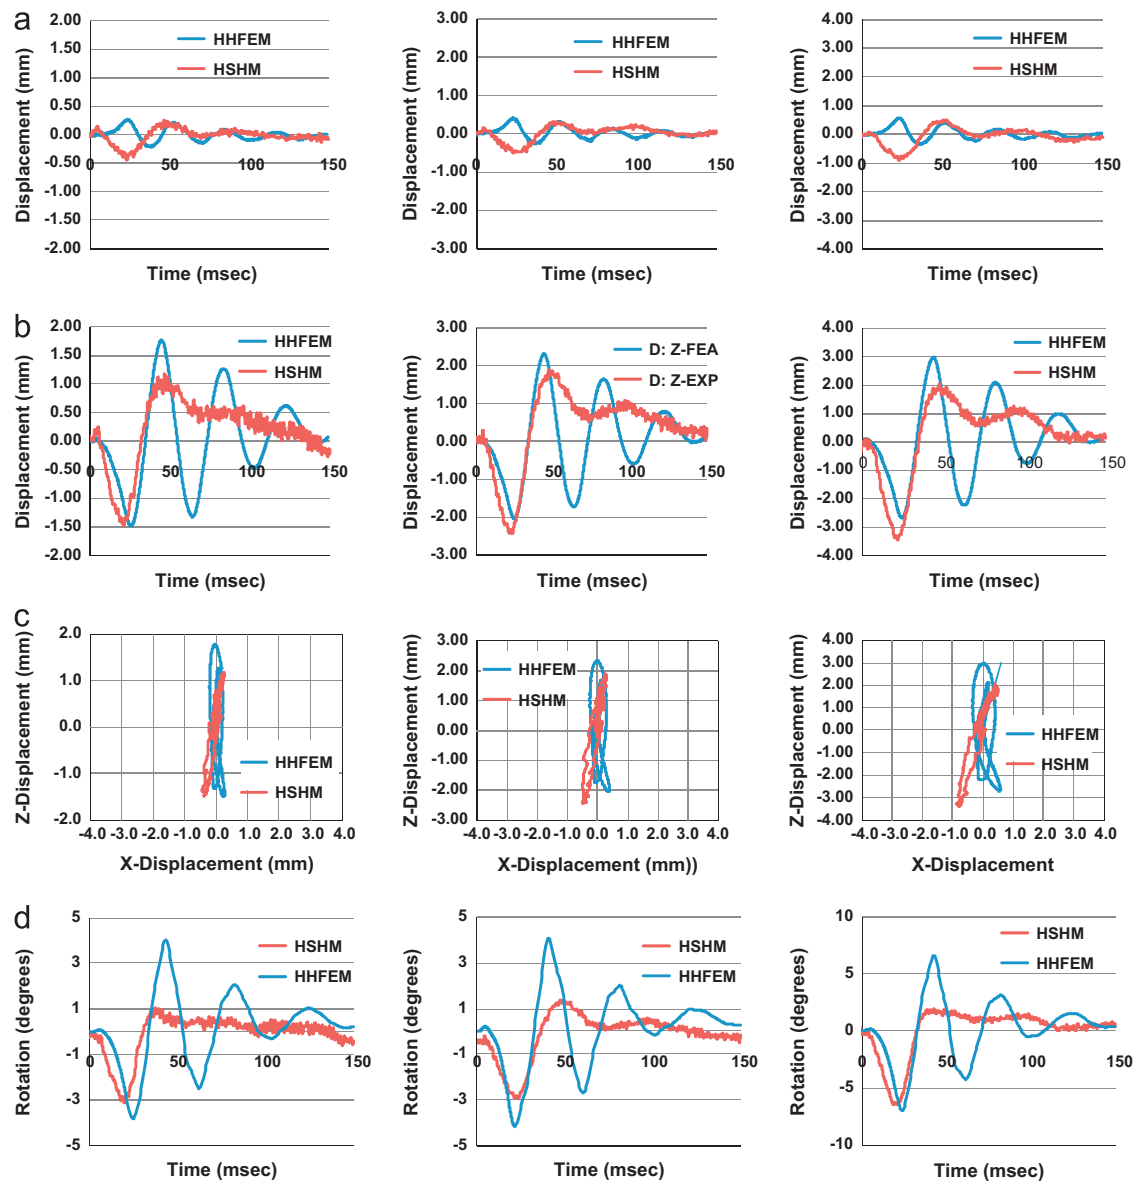 a
Displacement (mm)
2.00
1.50
1.00
0.50
0.00
-0.50
-1.00
-1.50
-2.00
0
50
100
150
HHFEM
HSHM
Time (msec)
Displacement (mm)
3.00
2.00
1.00
0.00
-1.00
-2.00
-3.00
0
50
100
150
HHFEM
HSHM
Time (msec)
Displacement (mm)
4.00
3.00
2.00
1.00
0.00
-1.00
-2.00
-3.00
-4.00
0
50
100
150
HHFEM
HSHM
Time (msec)
b
Displacement (mm)
2.00
1.50
1.00
0.50
0.00
-0.50
-1.00
-1.50
-2.00
0
50
100
150
HHFEM
HSHM
Time (msec)
Displacement (mm)
3.00
2.00
1.00
0.00
-1.00
-2.00
-3.00
0
50
100
150
D: Z-FEA
D: Z-EXP
Time (msec)
Displacement (mm)
4.00
3.00
2.00
1.00
0.00
-1.00
-2.00
-3.00
-4.00
0
50
100
150
HHFEM
HSHM
Time (msec)
c
Z-Displacement (mm)
2.0
1.0
0.0
-1.0
-2.0
-4.0 -3.0 -2.0 -1.0 0.0 1.0 2.0 3.0 4.0
HHFEM
HSHM
X-Displacement (mm)
Z-Displacement (mm)
3.00
2.00
1.00
0.00
-1.00
-2.00
-3.00
-4.0 -3.0 -2.0 -1.0 0.0 1.0 2.0 3.0 4.0
HHFEM
HSHM
X-Displacement (mm))
Z-Displacement (mm)
4.00
3.00
2.00
1.00
0.00
-1.00
-2.00
-3.00
-4.00
-4.0 -3.0 -2.0 -1.0 0.0 1.0 2.0 3.0 4.0
HHFEM
HSHM
X-Displacement
d
Rotation (degrees)
5
3
1
-1
-3
-5
0
50
100
150
HSHM
HHFEM
Time (msec)
Rotation (degrees)
5
3
1
-1
-3
-5
0
50
100
150
HSHM
HHFEM
Time (msec)
Rotation (degrees)
10
5
0
-5
-10
0
50
100
150
HSHM
HHFEM
Time (msec)